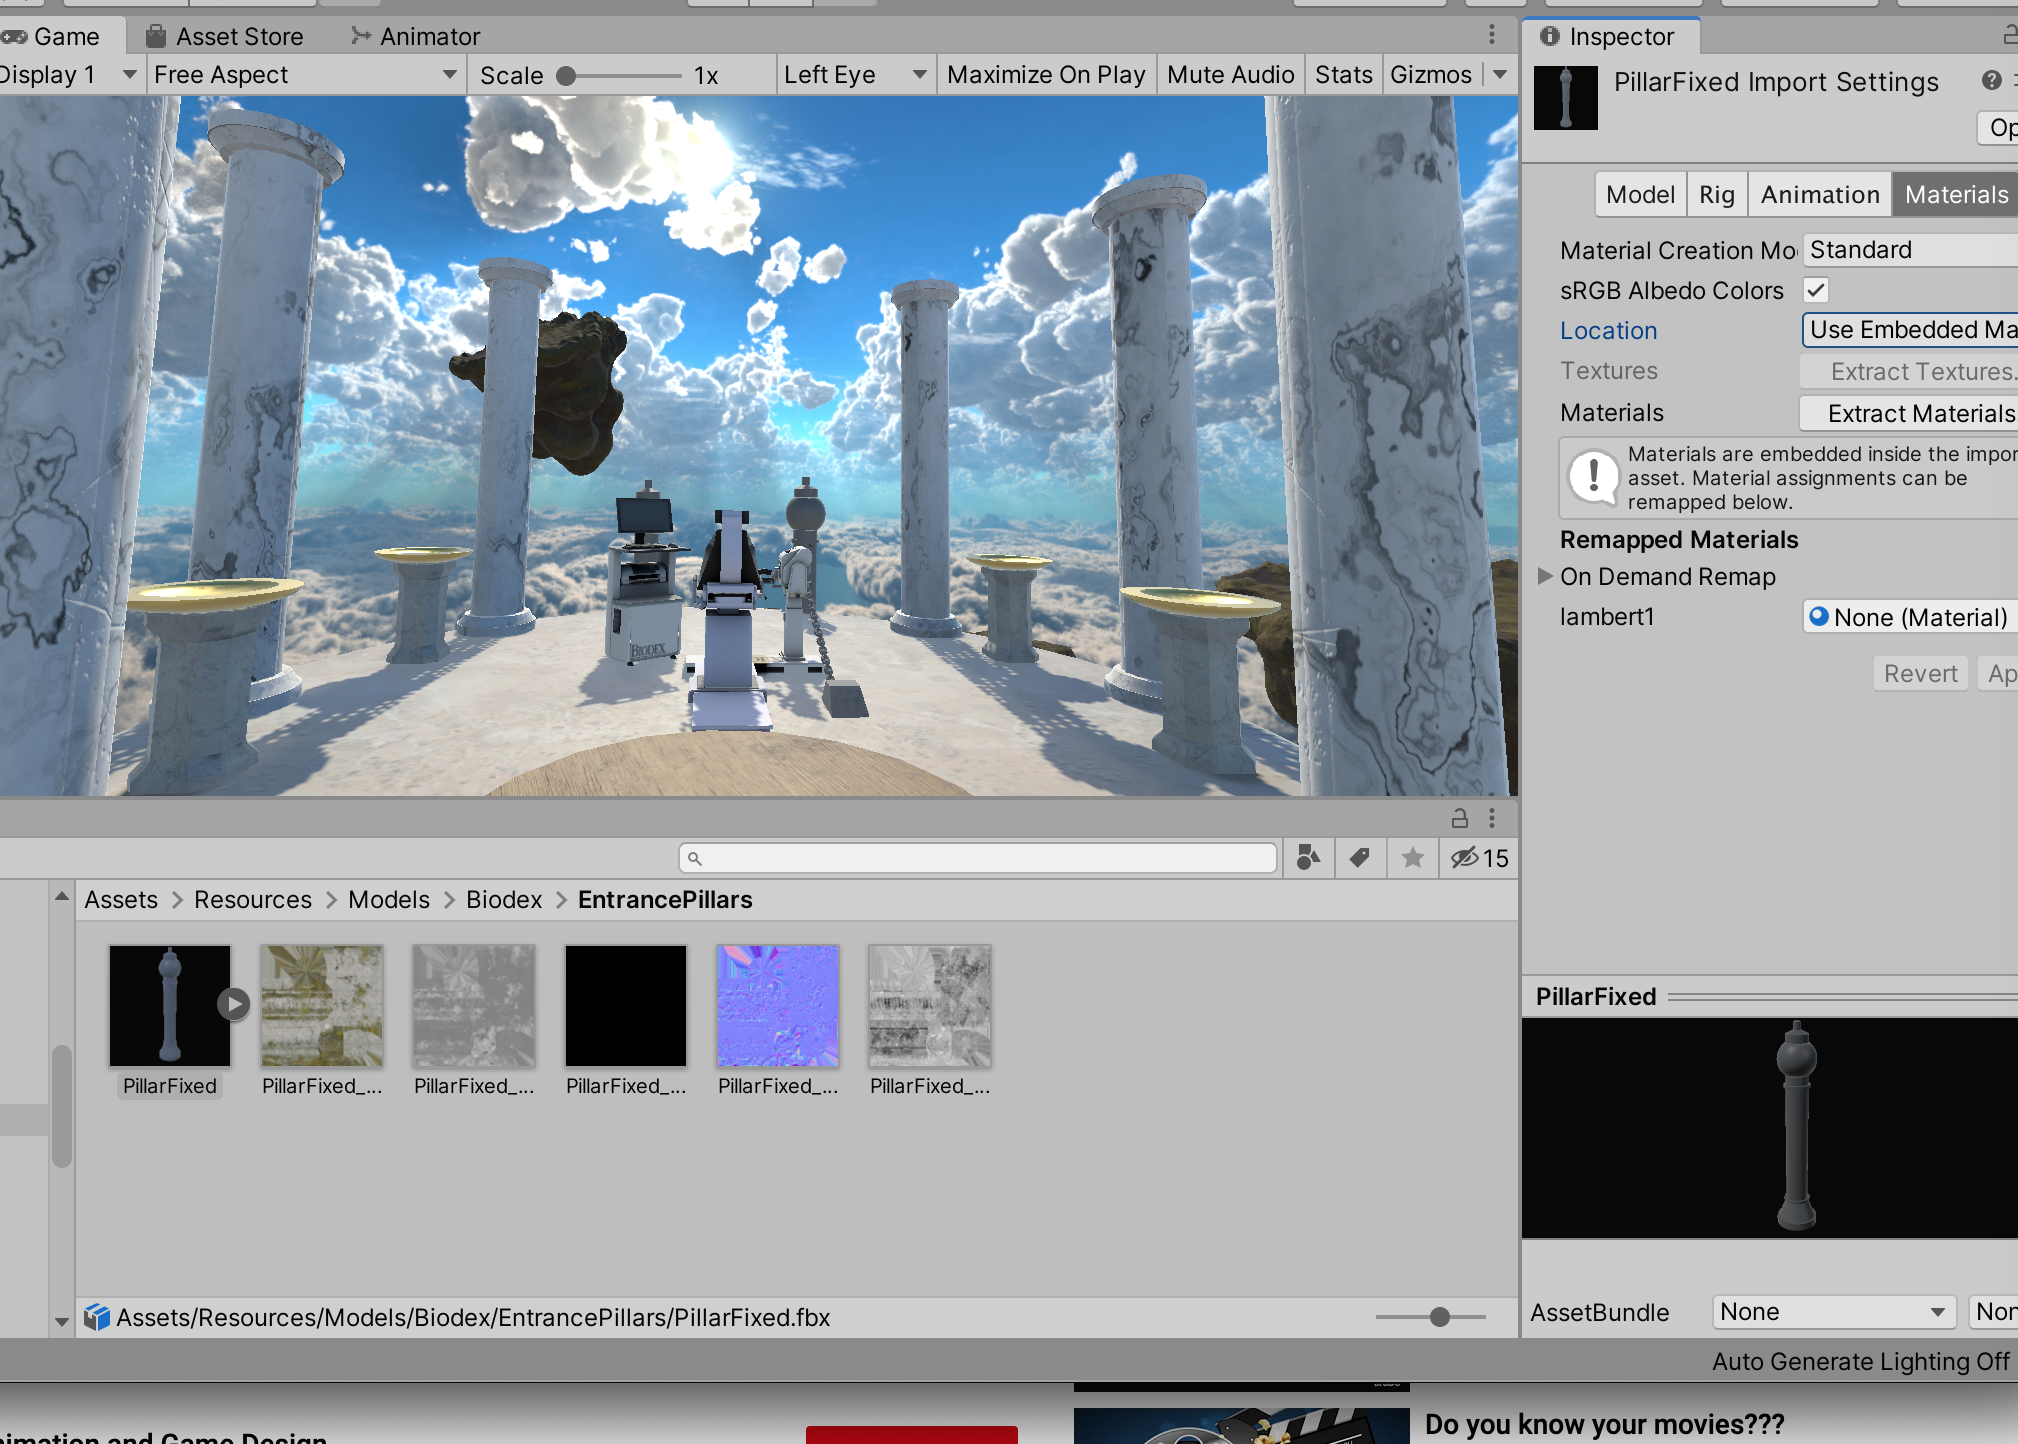 Game
Asset Store
Animator
Inspector
Display 1
Free Aspect
Scale
1x
Left Eye
Maximize On Play
Mute Audio
Stats
Gizmos
PillarFixed Import Settings
Op
Model
Rig
Animation
Materials
Material Creation Mo
Standard
sRGB Albedo Colors
Location
Use Embedded Ma
Textures
Extract Textures.
Materials
Extract Materials
Materials are embedded inside the impor
asset. Material assignments can be
remapped below.
Remapped Materials
On Demand Remap
lambert1
None (Material)
Revert
Ap
BIODEX
15
Assets > Resources > Models > Biodex > EntrancePillars
PillarFixed
PillarFixed_...
PillarFixed_...
PillarFixed_...
PillarFixed_...
PillarFixed_...
PillarFixed
Assets/Resources/Models/Biodex/EntrancePillars/PillarFixed.fbx
AssetBundle
None
Non
Auto Generate Lighting Off
Do you know your movies???
imation and Game Design